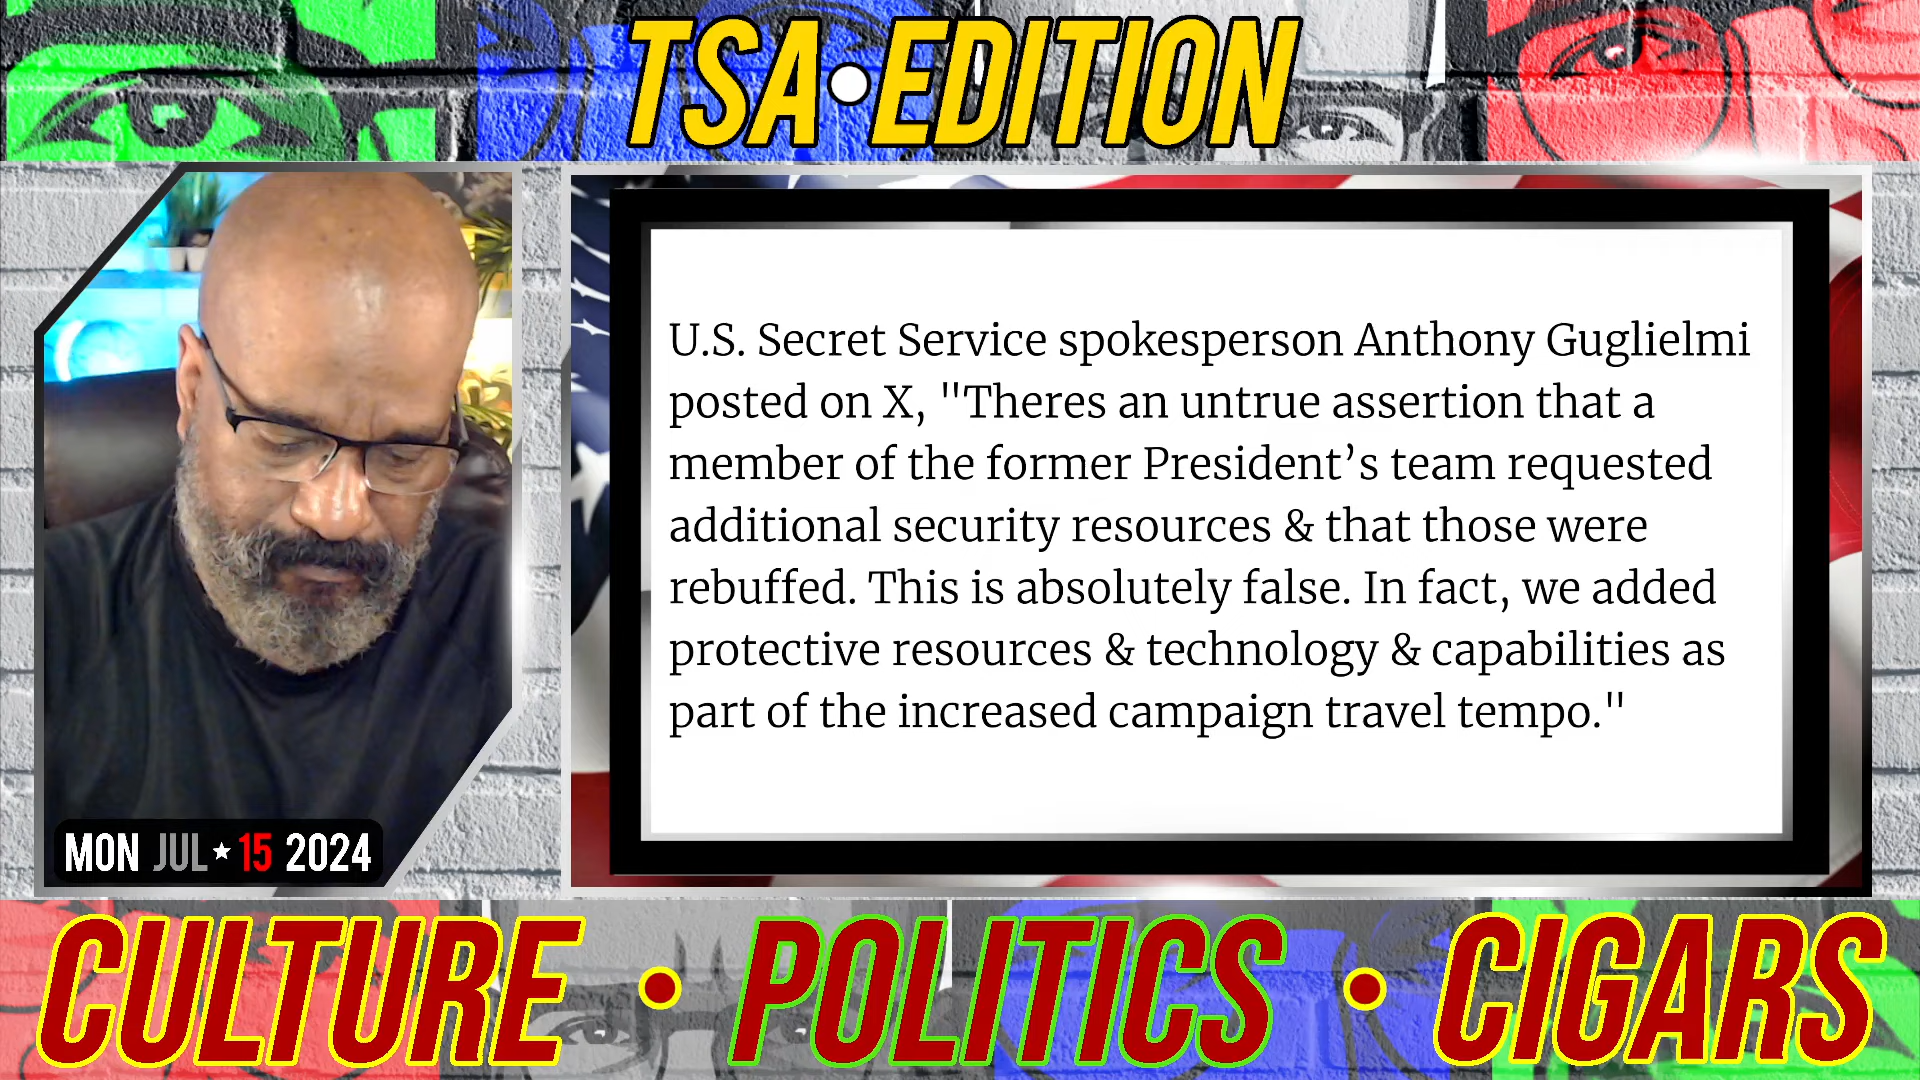 TSA•EDITION
U.S. Secret Service spokesperson Anthony Guglielmi
posted on X, "Theres an untrue assertion that a
member of the former President’s team requested
additional security resources & that those were
rebuffed. This is absolutely false. In fact, we added
protective resources & technology & capabilities as
part of the increased campaign travel tempo."
MON JUL★15 2024
CULTURE • POLITICS • CIGARS